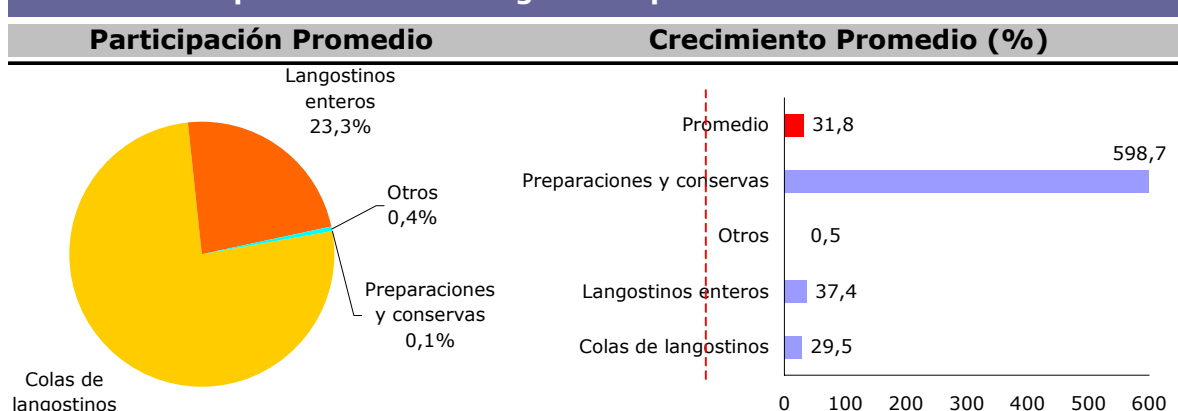 Participación Promedio
Crecimiento Promedio (%)
Langostinos
enteros
23,3%
Otros
0,4%
Preparaciones
y conservas
0,1%
Colas de
langostinos
Promedio
31,8
598,7
Preparaciones y conservas
Otros
0,5
Langostinos enteros
37,4
Colas de langostinos
29,5
0 100 200 300 400 500 600